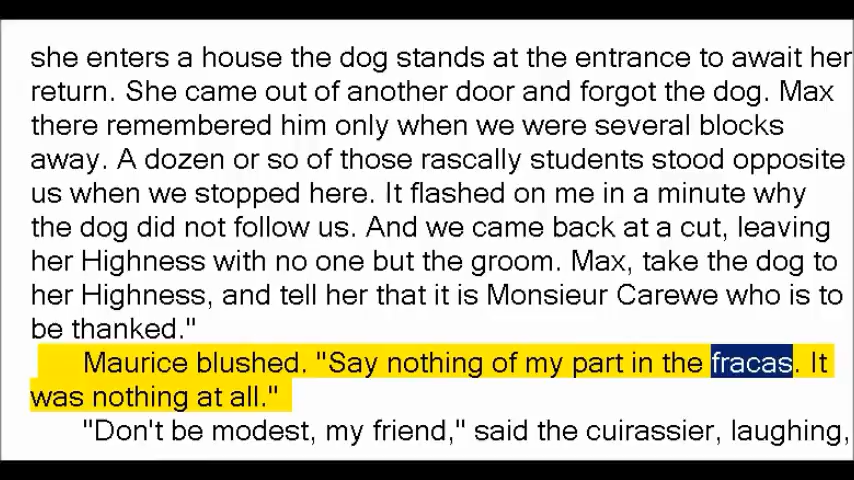 she enters a house the dog stands at the entrance to await her
return. She came out of another door and forgot the dog. Max
there remembered him only when we were several blocks
away. A dozen or so of those rascally students stood opposite
us when we stopped here. It flashed on me in a minute why
the dog did not follow us. And we came back at a cut, leaving
her Highness with no one but the groom. Max, take the dog to
her Highness, and tell her that it is Monsieur Carewe who is to
be thanked."
Maurice blushed. "Say nothing of my part in the fracas. It
was nothing at all."
"Don't be modest, my friend," said the cuirassier, laughing,